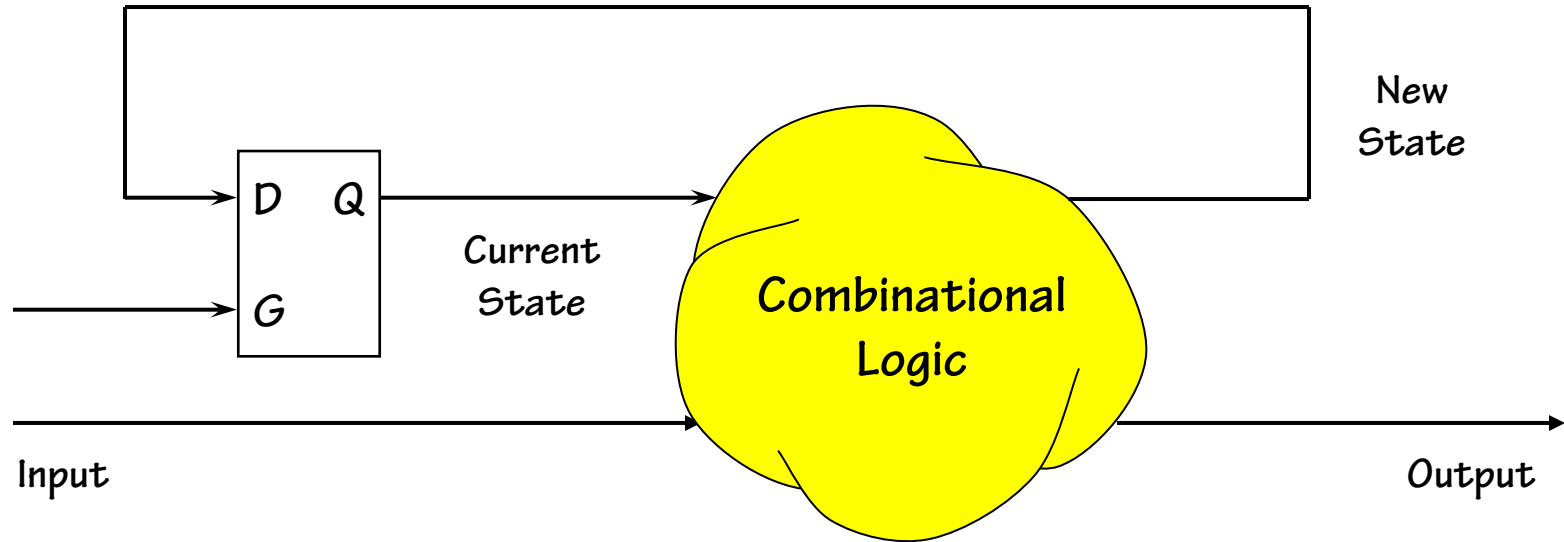 New
State
D Q
Current
State
G
Combinational
Logic
Input
Output